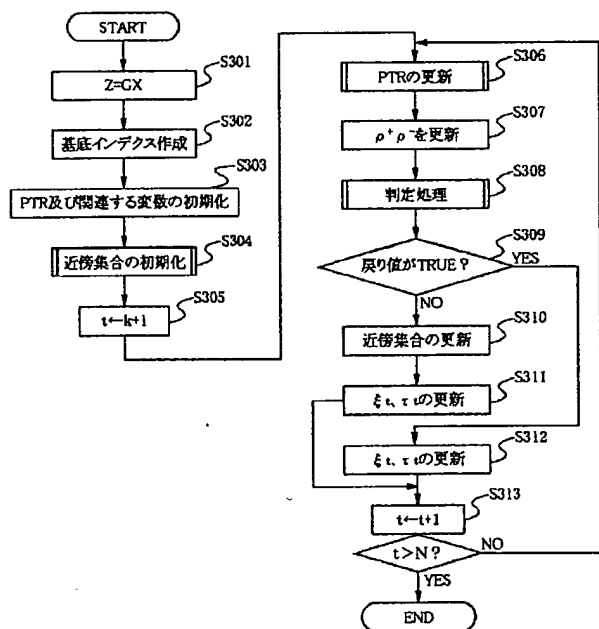 START
S301
Z=GX
S302
基底インデクス作成
S303
PTR及び関連する変数の初期化
S304
近傍集合の初期化
S305
t←k+1
S306
PTRの更新
S307
ρ⁺ρ⁻を更新
S308
判定処理
S309
戻り値がTRUE?
YES
NO
S310
近傍集合の更新
S311
ξt、τtの更新
S312
ξt、τtの更新
S313
t←t+1
t>N?
NO
YES
END